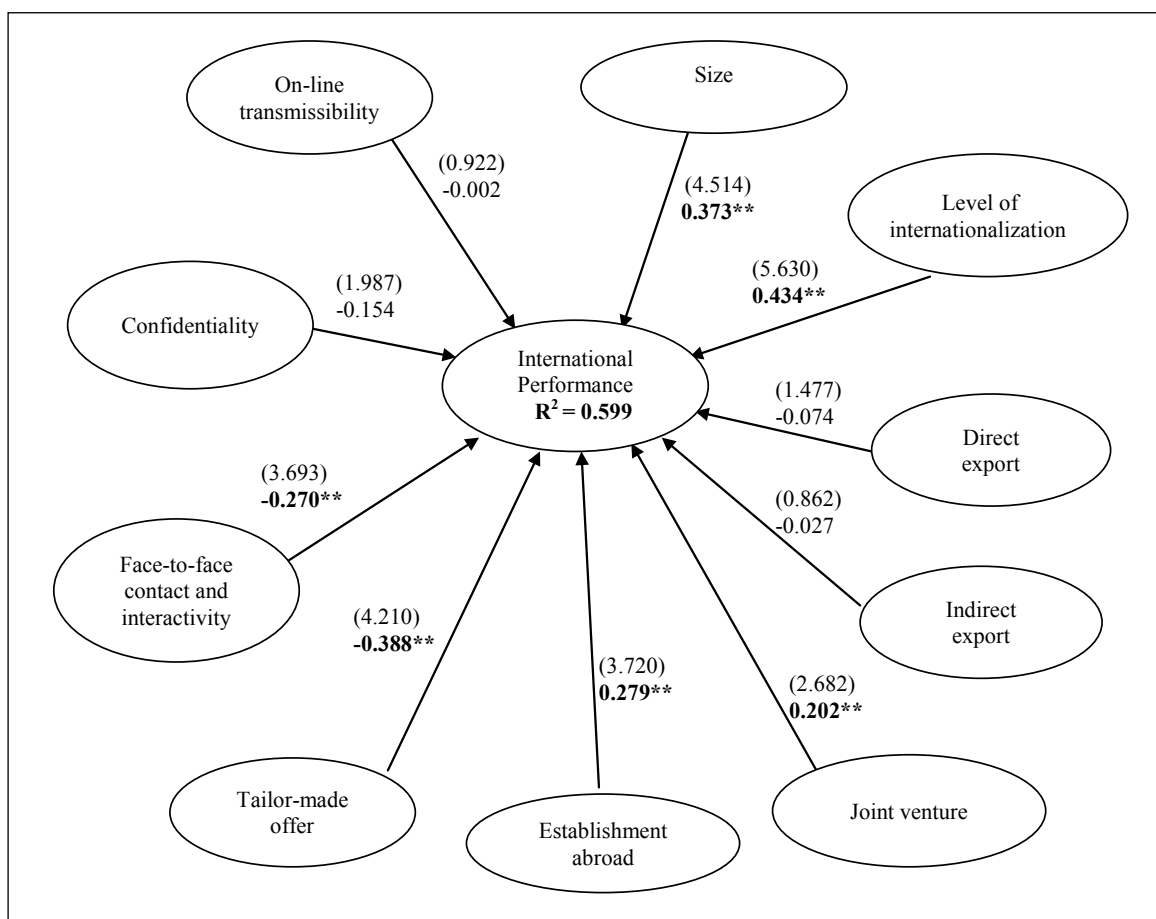 On-line
transmissibility
Size
(0.922)
-0.002
(4.514)
0.373**
Level of
internationalization
(5.630)
0.434**
(1.987)
-0.154
Confidentiality
International
Performance
R² = 0.599
(1.477)
-0.074
Direct
export
(3.693)
-0.270**
(0.862)
-0.027
Face-to-face
contact and
interactivity
(4.210)
-0.388**
Indirect
export
(3.720)
0.279**
(2.682)
0.202**
Tailor-made
offer
Establishment
abroad
Joint venture